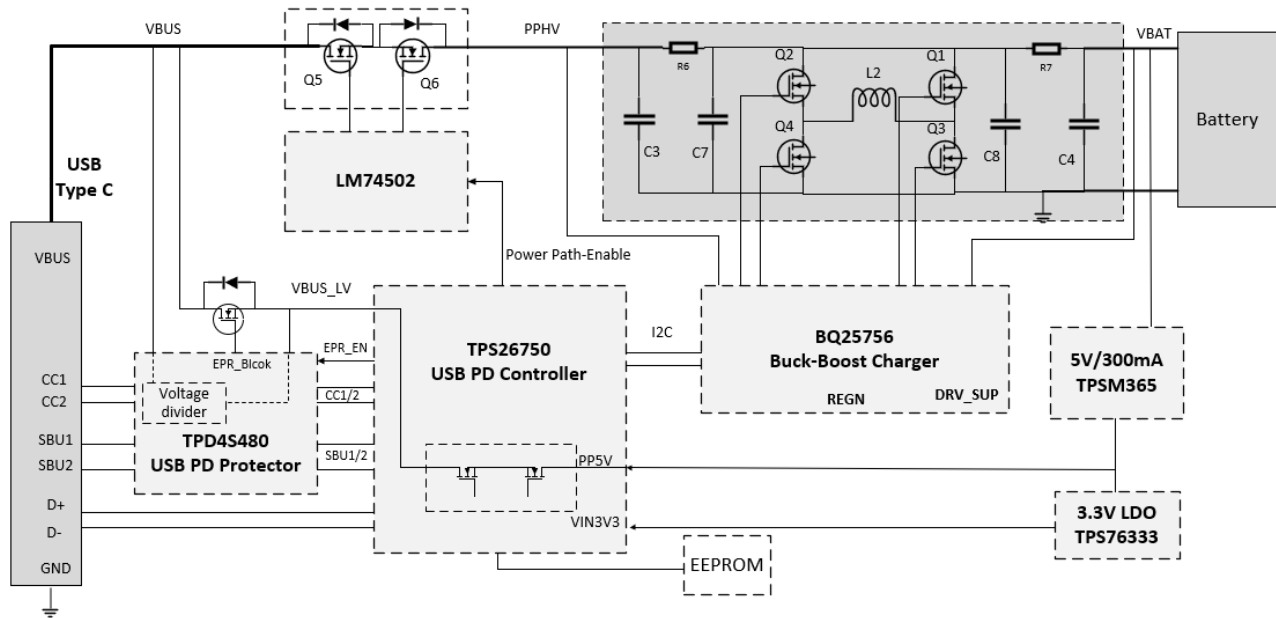 VBUS
PPHV
VBAT
Q5
Q6
R6
Q2
L2
Q1
R7
Battery
Q4
Q3
C3
C7
C8
C4
USB
Type C
LM74502
Power Path-Enable
VBUS
VBUS_LV
EPR_Blcok
EPR_EN
TPS26750
USB PD Controller
I2C
BQ25756
Buck-Boost Charger
REGN
DRV_SUP
5V/300mA
TPSM365
CC1
CC2
Voltage
divider
CC1/2
TPD4S480
USB PD Protector
SBU1
SBU2
SBU1/2
PP5V
D+
D-
VIN3V3
3.3V LDO
TPS76333
GND
EEPROM